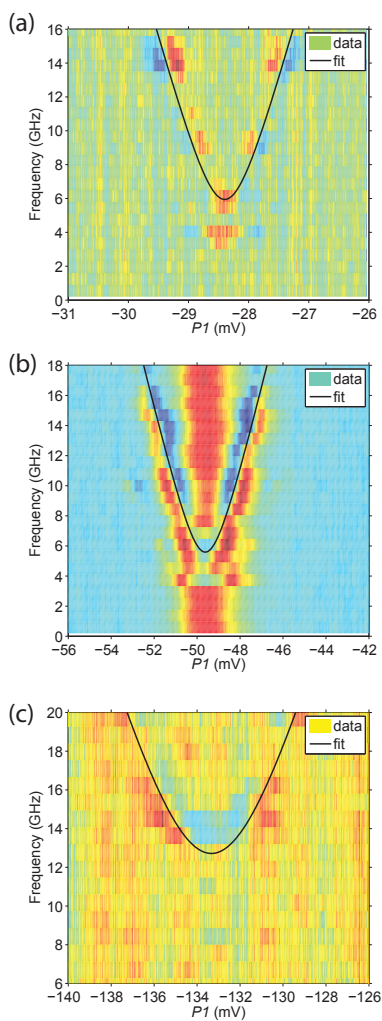 (a)
16
14
12
10
8
6
4
2
0
Frequency (GHz)
data
fit
−31 −30 −29 −28 −27 −26
P1 (mV)
(b)
18
16
14
12
10
8
6
4
2
0
Frequency (GHz)
data
fit
−56 −54 −52 −50 −48 −46 −44 −42
P1 (mV)
(c)
20
18
16
14
12
10
8
6
Frequency (GHz)
data
fit
−140 −138 −136 −134 −132 −130 −128 −126
P1 (mV)